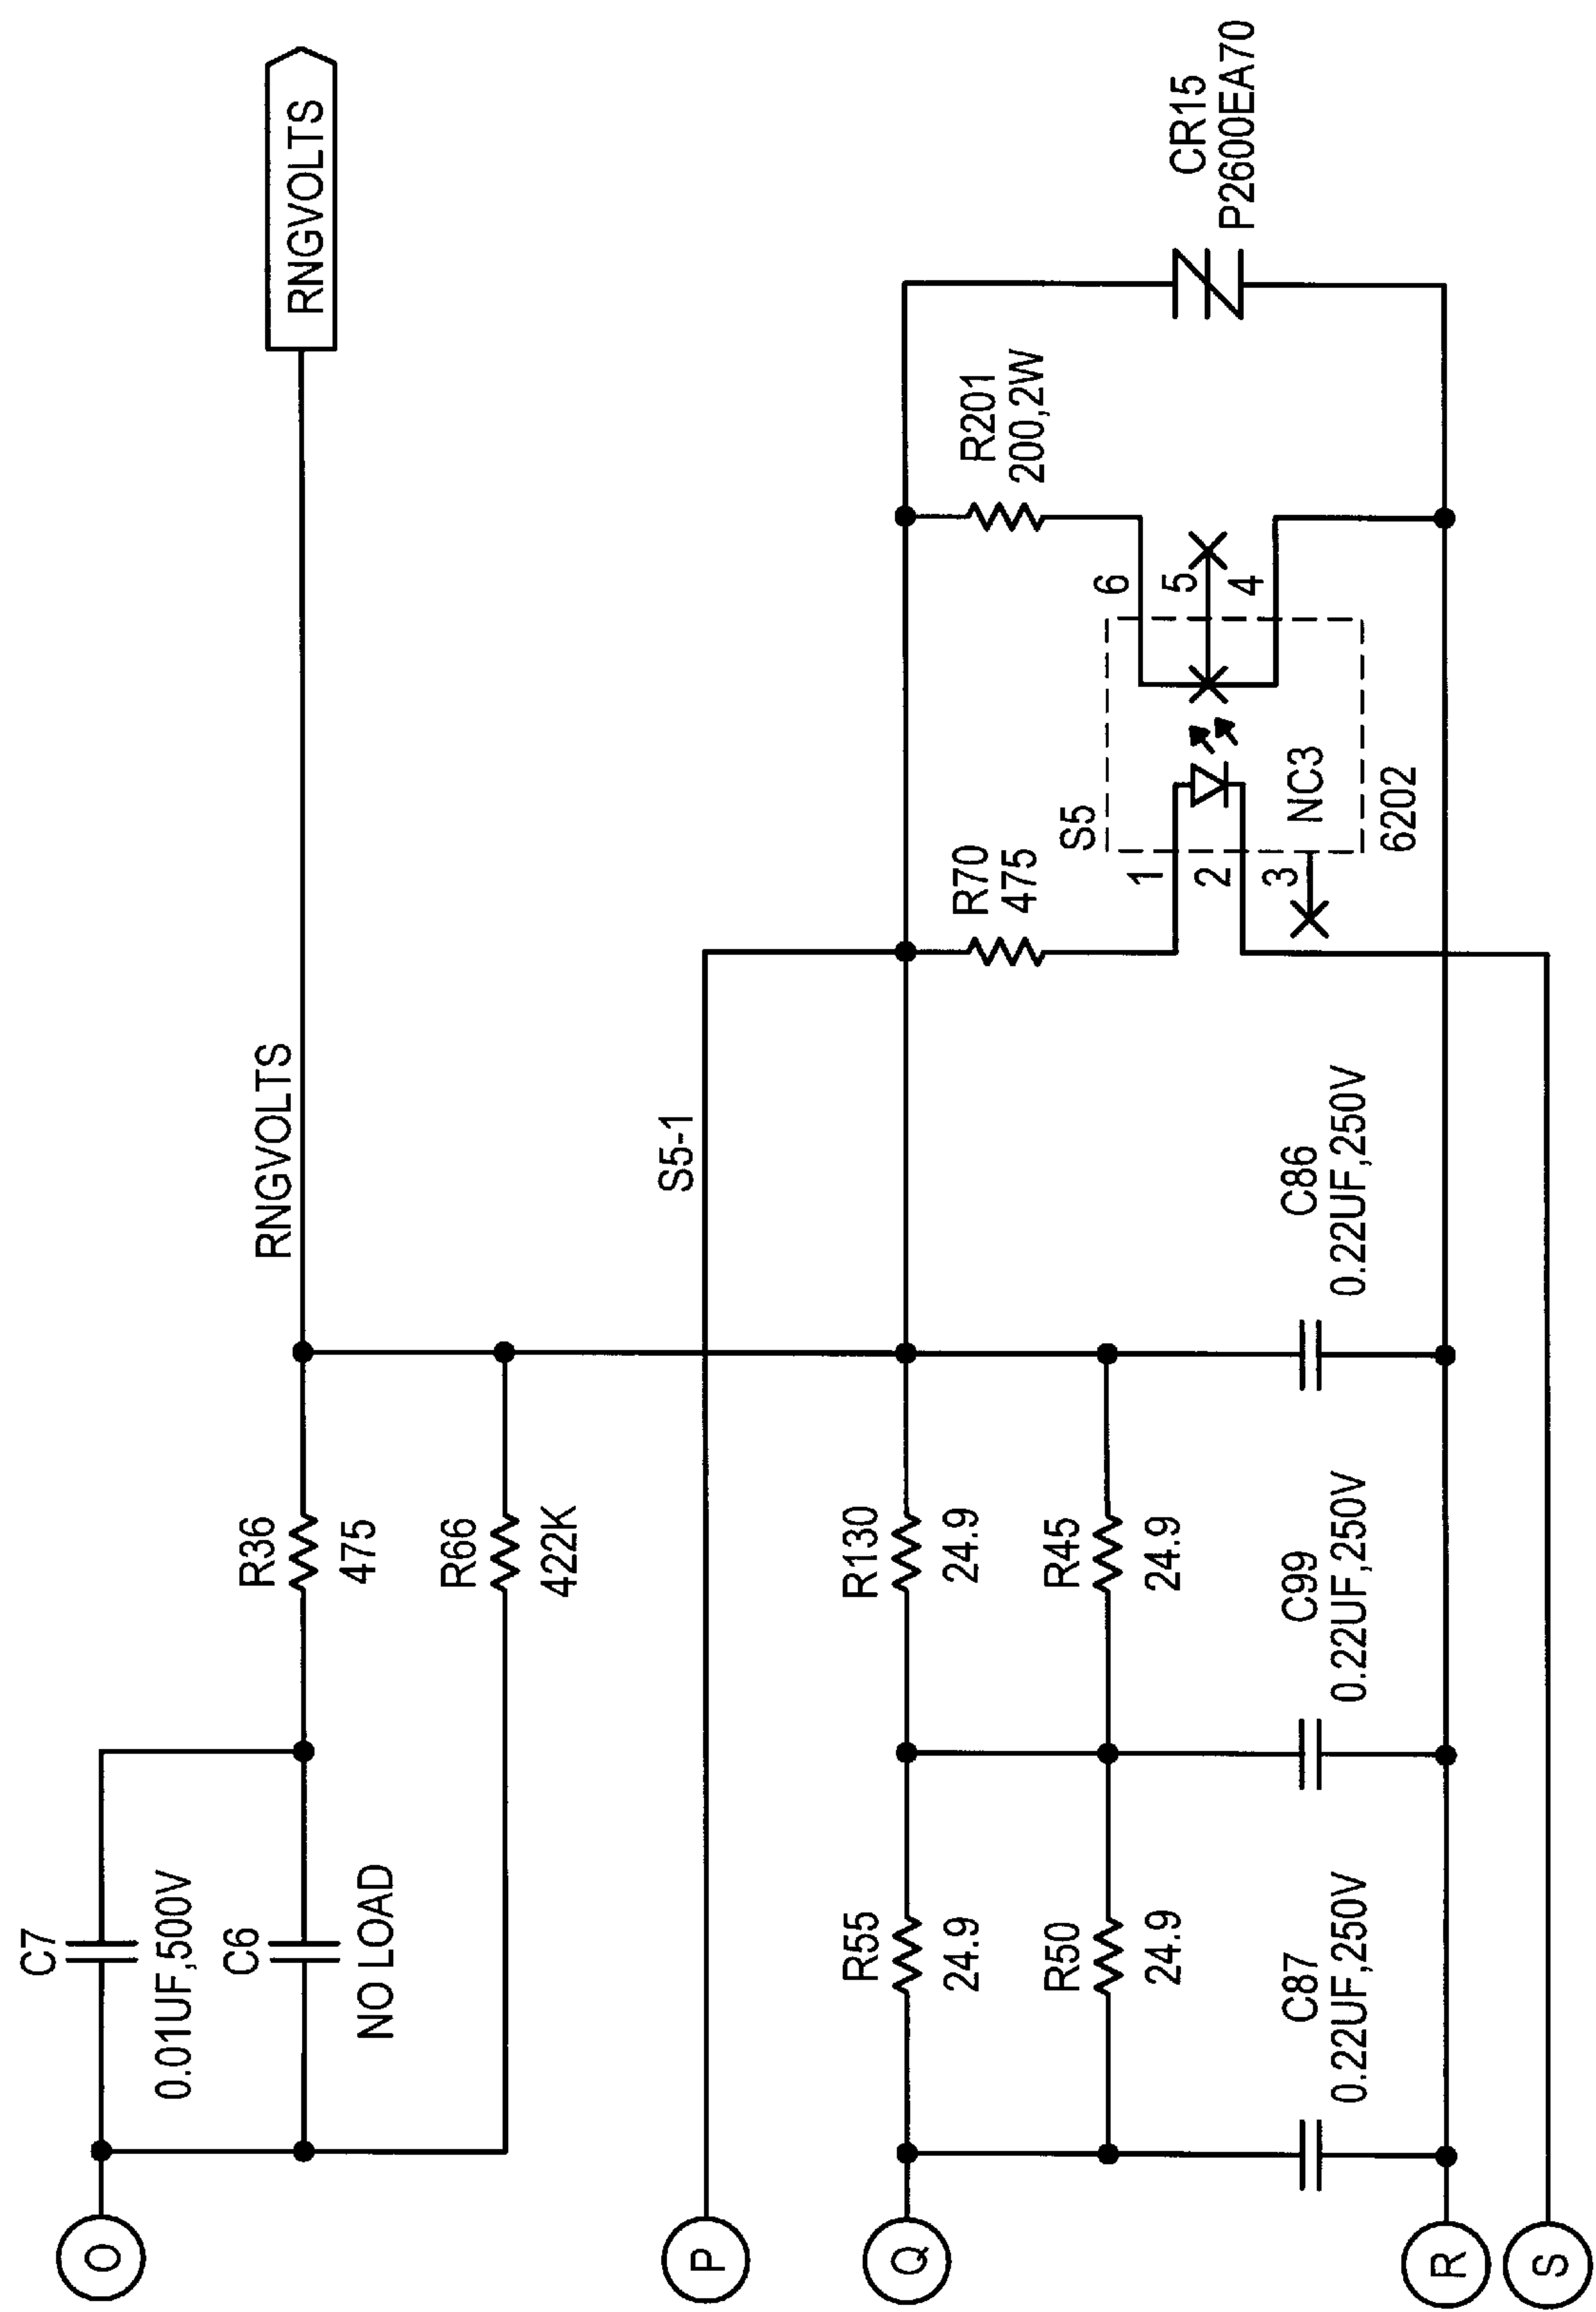 O
C7
0.01UF,500V
C6
NO LOAD
R36
475
R66
422K
RNGVOLTS
RNGVOLTS
P
S5-1
Q
R55
24.9
R50
24.9
R130
24.9
R45
24.9
C87
0.22UF,250V
C99
0.22UF,250V
C86
0.22UF,250V
R70
475
S5
1
2
3
NC3
6202
6
5
4
R201
200,2W
CR15
P2600EA70
R
S